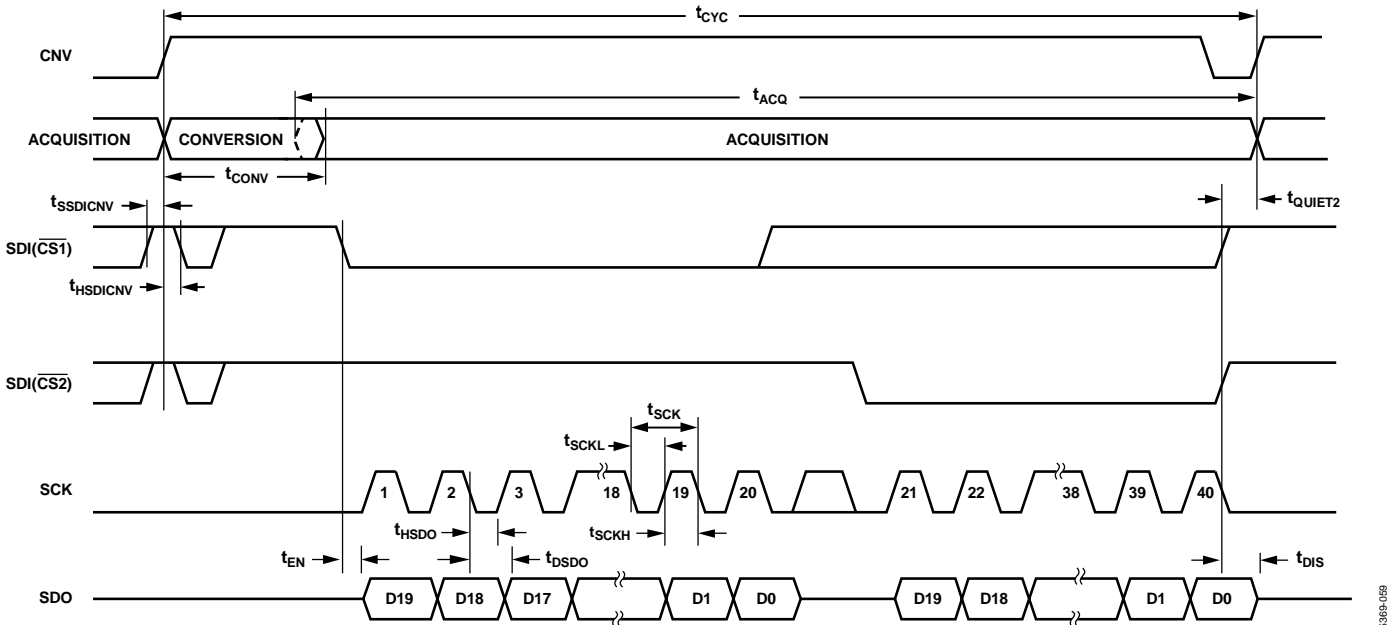 tCYC
CNV
tACQ
ACQUISITION CONVERSION ACQUISITION
tCONV
tSSDICNV
tQUIET2
SDI(CS1)
tHSDICNV
SDI(CS2)
tSCK
tSCKL
SCK 1 2 3 18 19 20 21 22 38 39 40
tHSDO tSCKH
tEN tDSDO tDIS
SDO D19 D18 D17 D1 D0 D19 D18 D1 D0